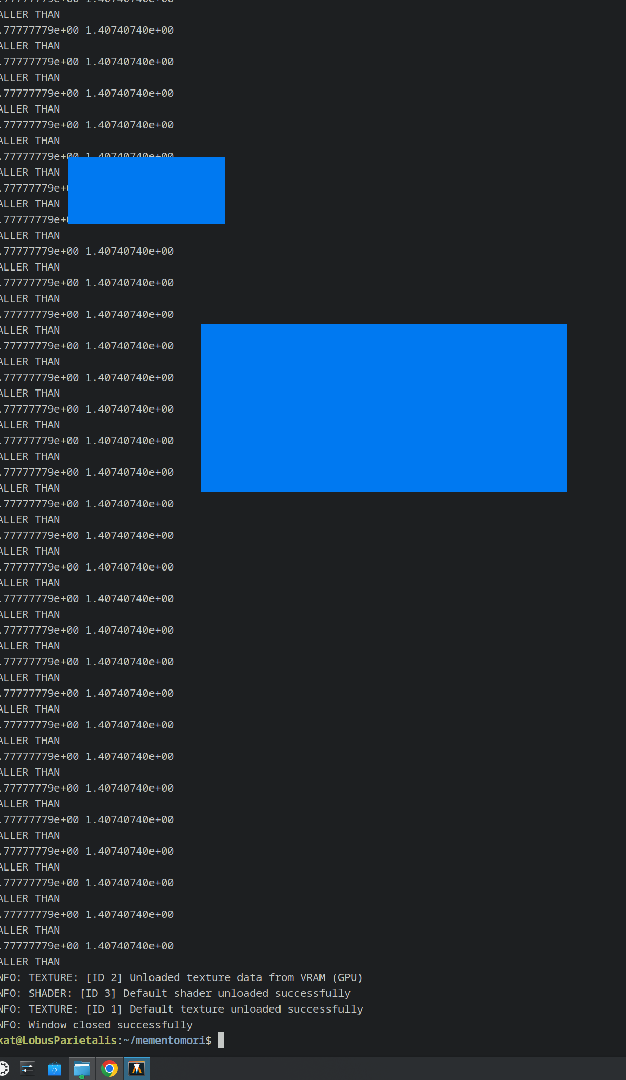 .77777779e+00 1.40740740e+00
ALLER THAN
.77777779e+00 1.40740740e+00
ALLER THAN
.77777779e+00 1.40740740e+00
ALLER THAN
.77777779e+00 1.40740740e+00
ALLER THAN
.77777779e+00 1.40740740e+00
ALLER THAN
.77777779e+00 1.40740740e+00
ALLER THAN
.77777779e+
ALLER THAN
.77777779e+
ALLER THAN
.77777779e+00 1.40740740e+00
ALLER THAN
.77777779e+00 1.40740740e+00
ALLER THAN
.77777779e+00 1.40740740e+00
ALLER THAN
.77777779e+00 1.40740740e+00
ALLER THAN
.77777779e+00 1.40740740e+00
ALLER THAN
.77777779e+00 1.40740740e+00
ALLER THAN
.77777779e+00 1.40740740e+00
ALLER THAN
.77777779e+00 1.40740740e+00
ALLER THAN
.77777779e+00 1.40740740e+00
ALLER THAN
.77777779e+00 1.40740740e+00
ALLER THAN
.77777779e+00 1.40740740e+00
ALLER THAN
.77777779e+00 1.40740740e+00
ALLER THAN
.77777779e+00 1.40740740e+00
ALLER THAN
.77777779e+00 1.40740740e+00
ALLER THAN
.77777779e+00 1.40740740e+00
ALLER THAN
.77777779e+00 1.40740740e+00
ALLER THAN
.77777779e+00 1.40740740e+00
ALLER THAN
.77777779e+00 1.40740740e+00
ALLER THAN
.77777779e+00 1.40740740e+00
ALLER THAN
.77777779e+00 1.40740740e+00
ALLER THAN
.77777779e+00 1.40740740e+00
ALLER THAN
.77777779e+00 1.40740740e+00
ALLER THAN
.77777779e+00 1.40740740e+00
ALLER THAN
NFO: TEXTURE: [ID 2] Unloaded texture data from VRAM (GPU)
NFO: SHADER: [ID 3] Default shader unloaded successfully
NFO: TEXTURE: [ID 1] Default texture unloaded successfully
NFO: Window closed successfully
kat@LobusParietalis:~/mementomori$